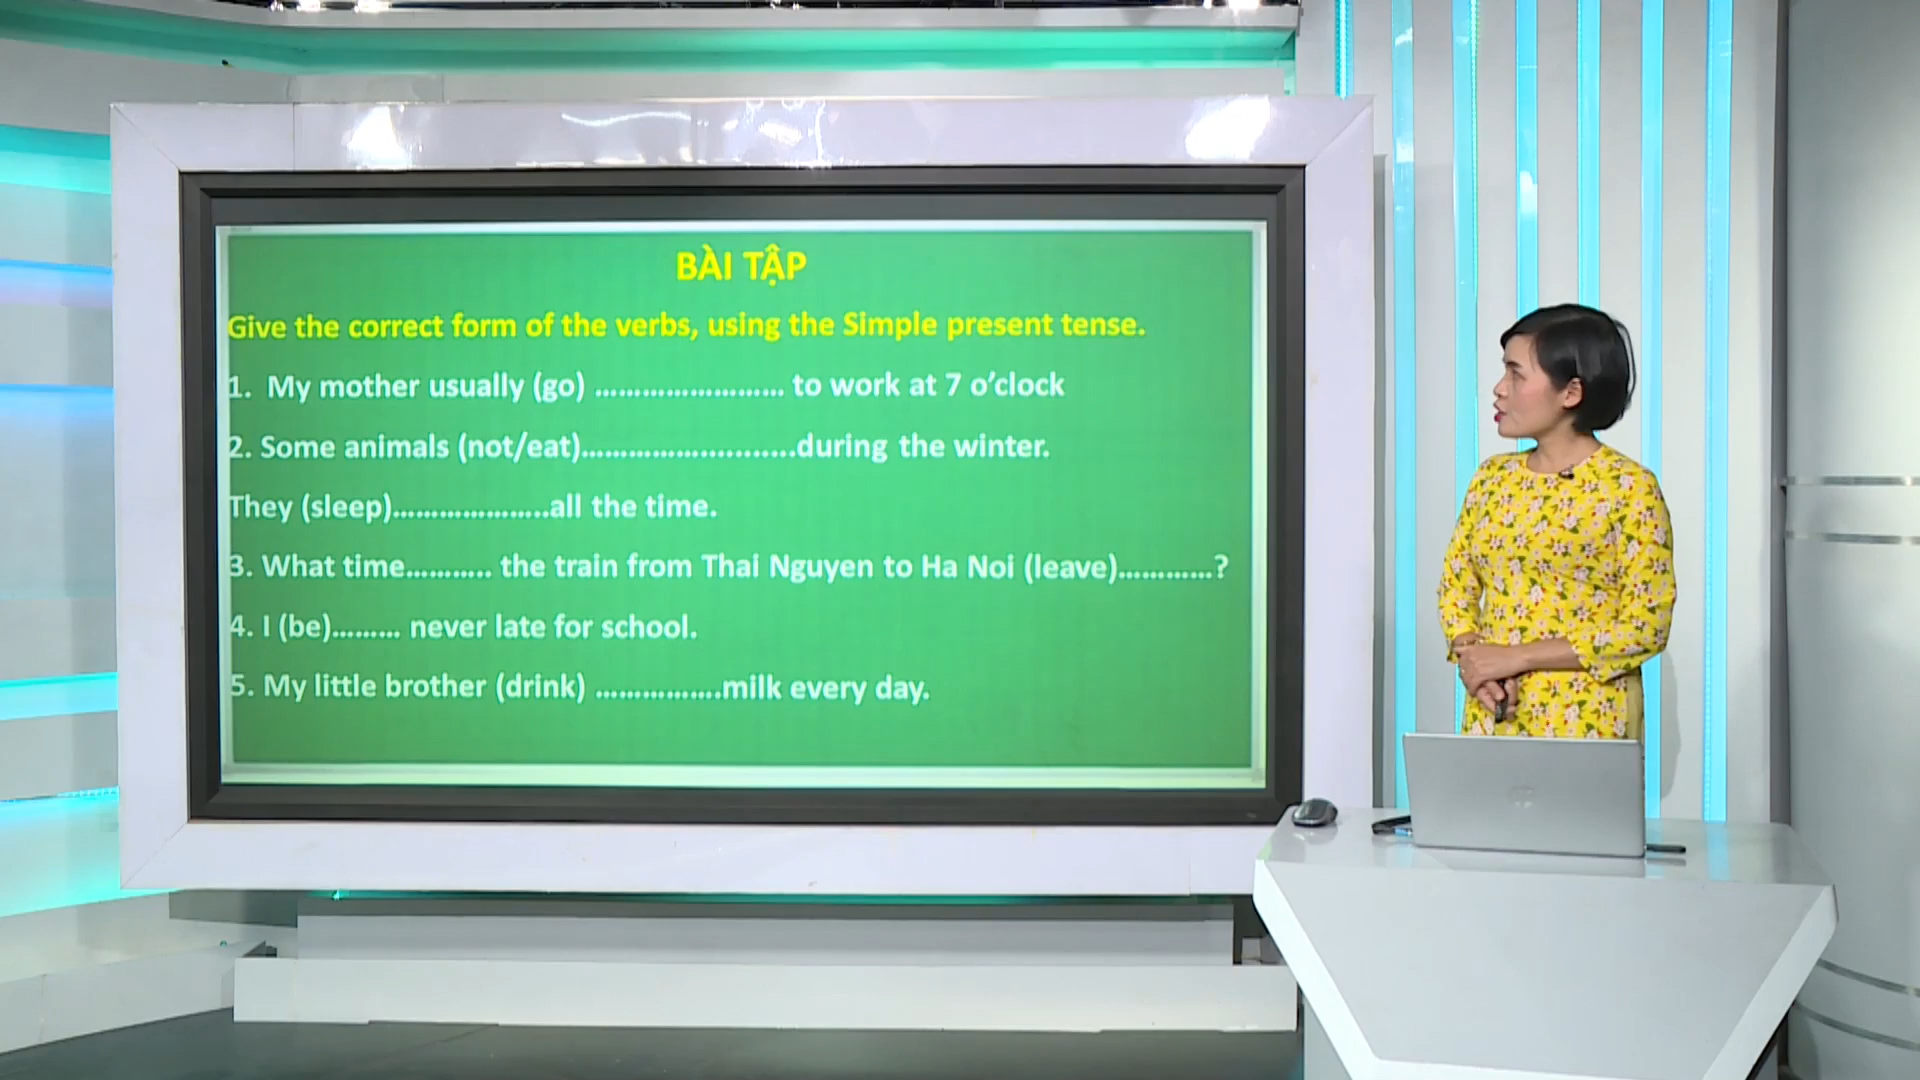 BÀI TẬP
Give the correct form of the verbs, using the Simple present tense.
1. My mother usually (go) …………………… to work at 7 o’clock
2. Some animals (not/eat)……………..........during the winter.
They (sleep)………………..all the time.
3. What time……….. the train from Thai Nguyen to Ha Noi (leave)…………?
4. I (be)……... never late for school.
5. My little brother (drink) …………….milk every day.